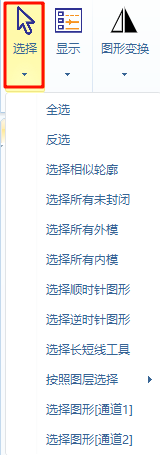 选择 显示 图形变换
全选
反选
选择相似轮廓
选择所有未封闭
选择所有外模
选择所有内模
选择顺时针图形
选择逆时针图形
选择长短线工具
按照图层选择
选择图形[通道1]
选择图形[通道2]